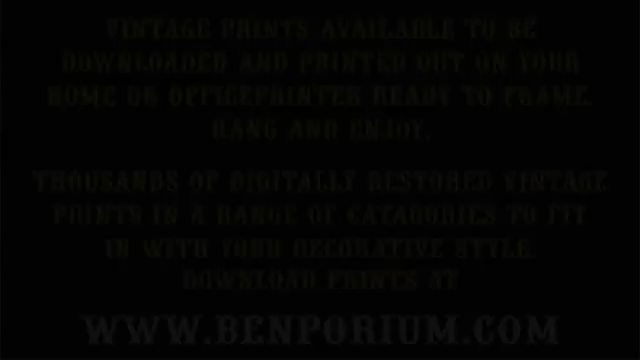 VINTAGE PRINTS AVAILABLE TO BE
DOWNLOADED AND PRINTED OUT ON YOUR
HOME OR OFFICEPRINTER READY TO FRAME,
HANG AND ENJOY.
THOUSANDS OF DIGITALLY RESTORED VINTAGE
PRINTS IN A RANGE OF CATAGORIES TO FIT
IN WITH YOUR DECORATIVE STYLE.
DOWNLOAD PRINTS AT
WWW.BENPORIUM.COM